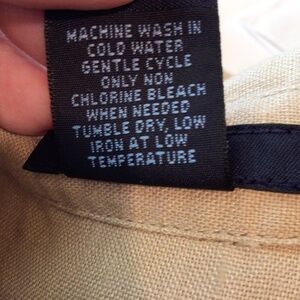 MACHINE WASH IN
COLD WATER
GENTLE CYCLE
ONLY NON
CHLORINE BLEACH
WHEN NEEDED
TUMBLE DRY, LOW
IRON AT LOW
TEMPERATURE